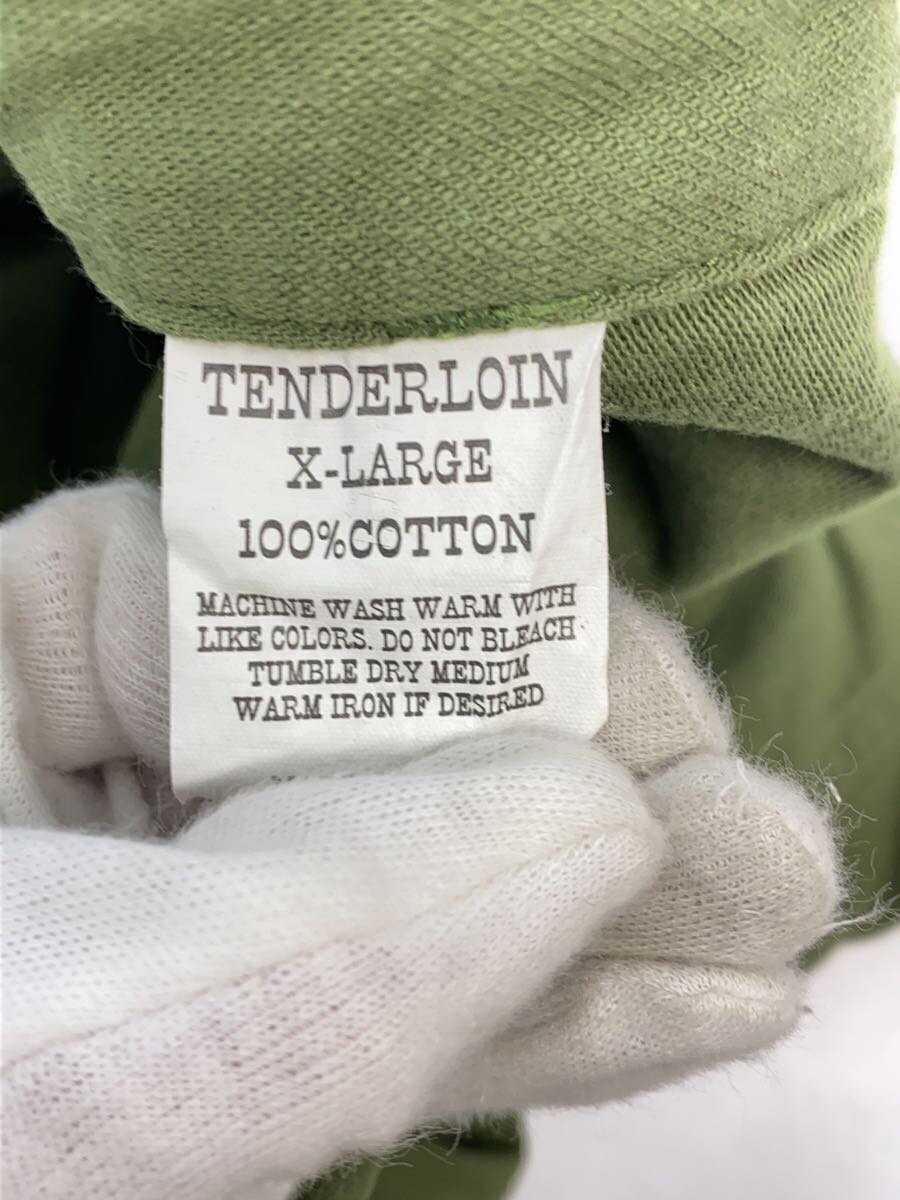 TENDERLOIN
X-LARGE
100%COTTON
MACHINE WASH WARM WITH
LIKE COLORS. DO NOT BLEACH
TUMBLE DRY MEDIUM
WARM IRON IF DESIRED